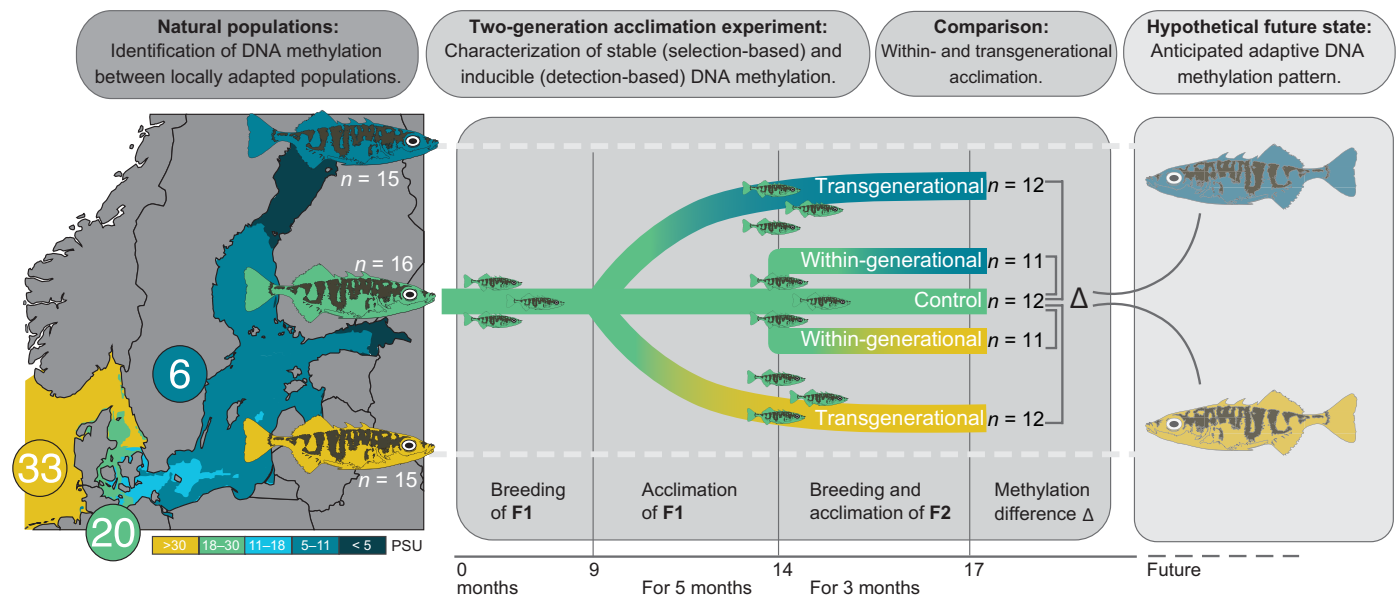 Natural populations:
Identification of DNA methylation
between locally adapted populations.
Two-generation acclimation experiment:
Characterization of stable (selection-based) and
inducible (detection-based) DNA methylation.
Comparison:
Within- and transgenerational
acclimation.
Hypothetical future state:
Anticipated adaptive DNA
methylation pattern.
n = 15
n = 16
n = 15
6
33
20
>30 18–30 11–18 5–11 < 5 PSU
Transgenerational n = 12
Within-generational n = 11
Control n = 12 Δ
Within-generational n = 11
Transgenerational n = 12
Breeding
of F1
Acclimation
of F1
Breeding and
acclimation of F2
Methylation
difference Δ
0 9 14 17 Future
months For 5 months For 3 months